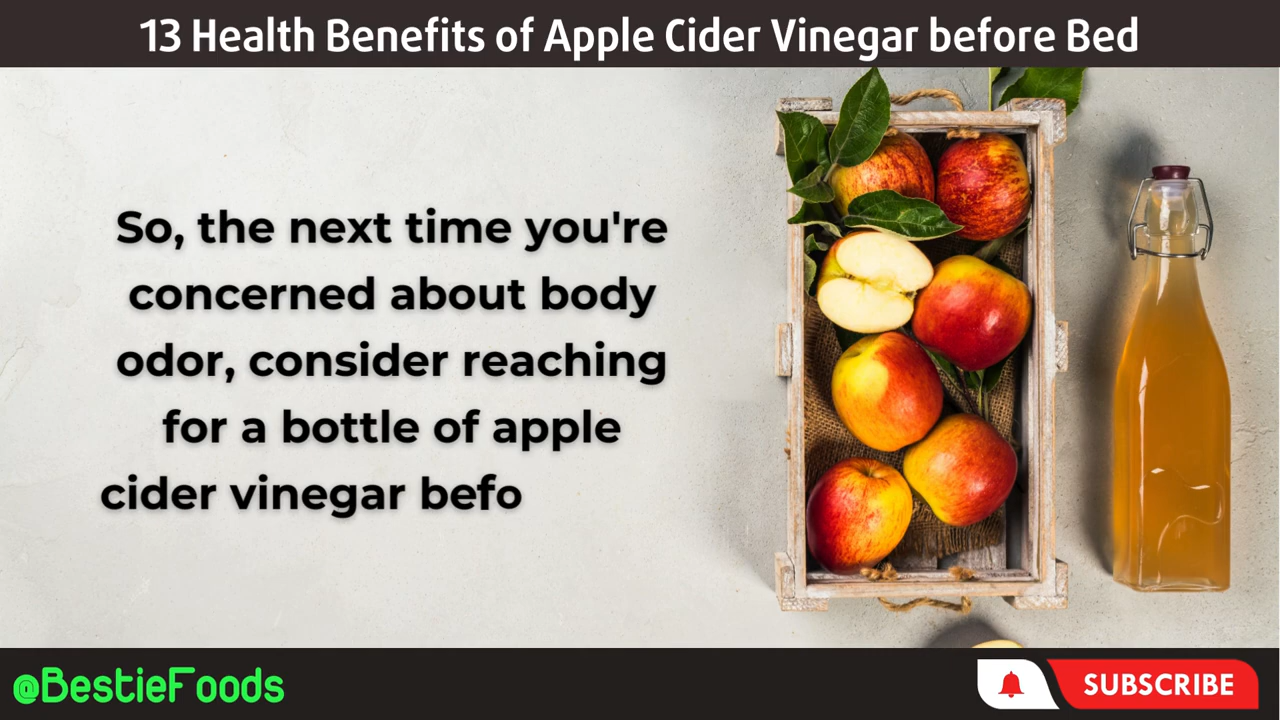 13 Health Benefits of Apple Cider Vinegar before Bed
So, the next time you're
concerned about body
odor, consider reaching
for a bottle of apple
cider vinegar befo
@BestieFoods
SUBSCRIBE